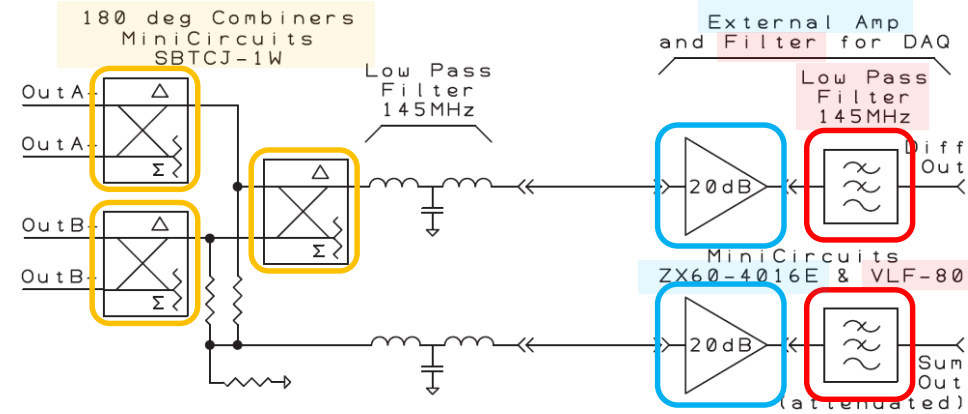 180 deg Combiners
MiniCircuits
SBTCJ-1W
External Amp
and Filter for DAQ
Low Pass
Filter
145MHz
Low Pass
Filter
145MHz
OutA-
Δ
OutA-
Σ
OutB-
Δ
OutB-
Σ
Δ
Σ
20dB
Diff
Out
MiniCircuits
ZX60-4016E & VLF-80
20dB
Sum
Out
(attenuated)